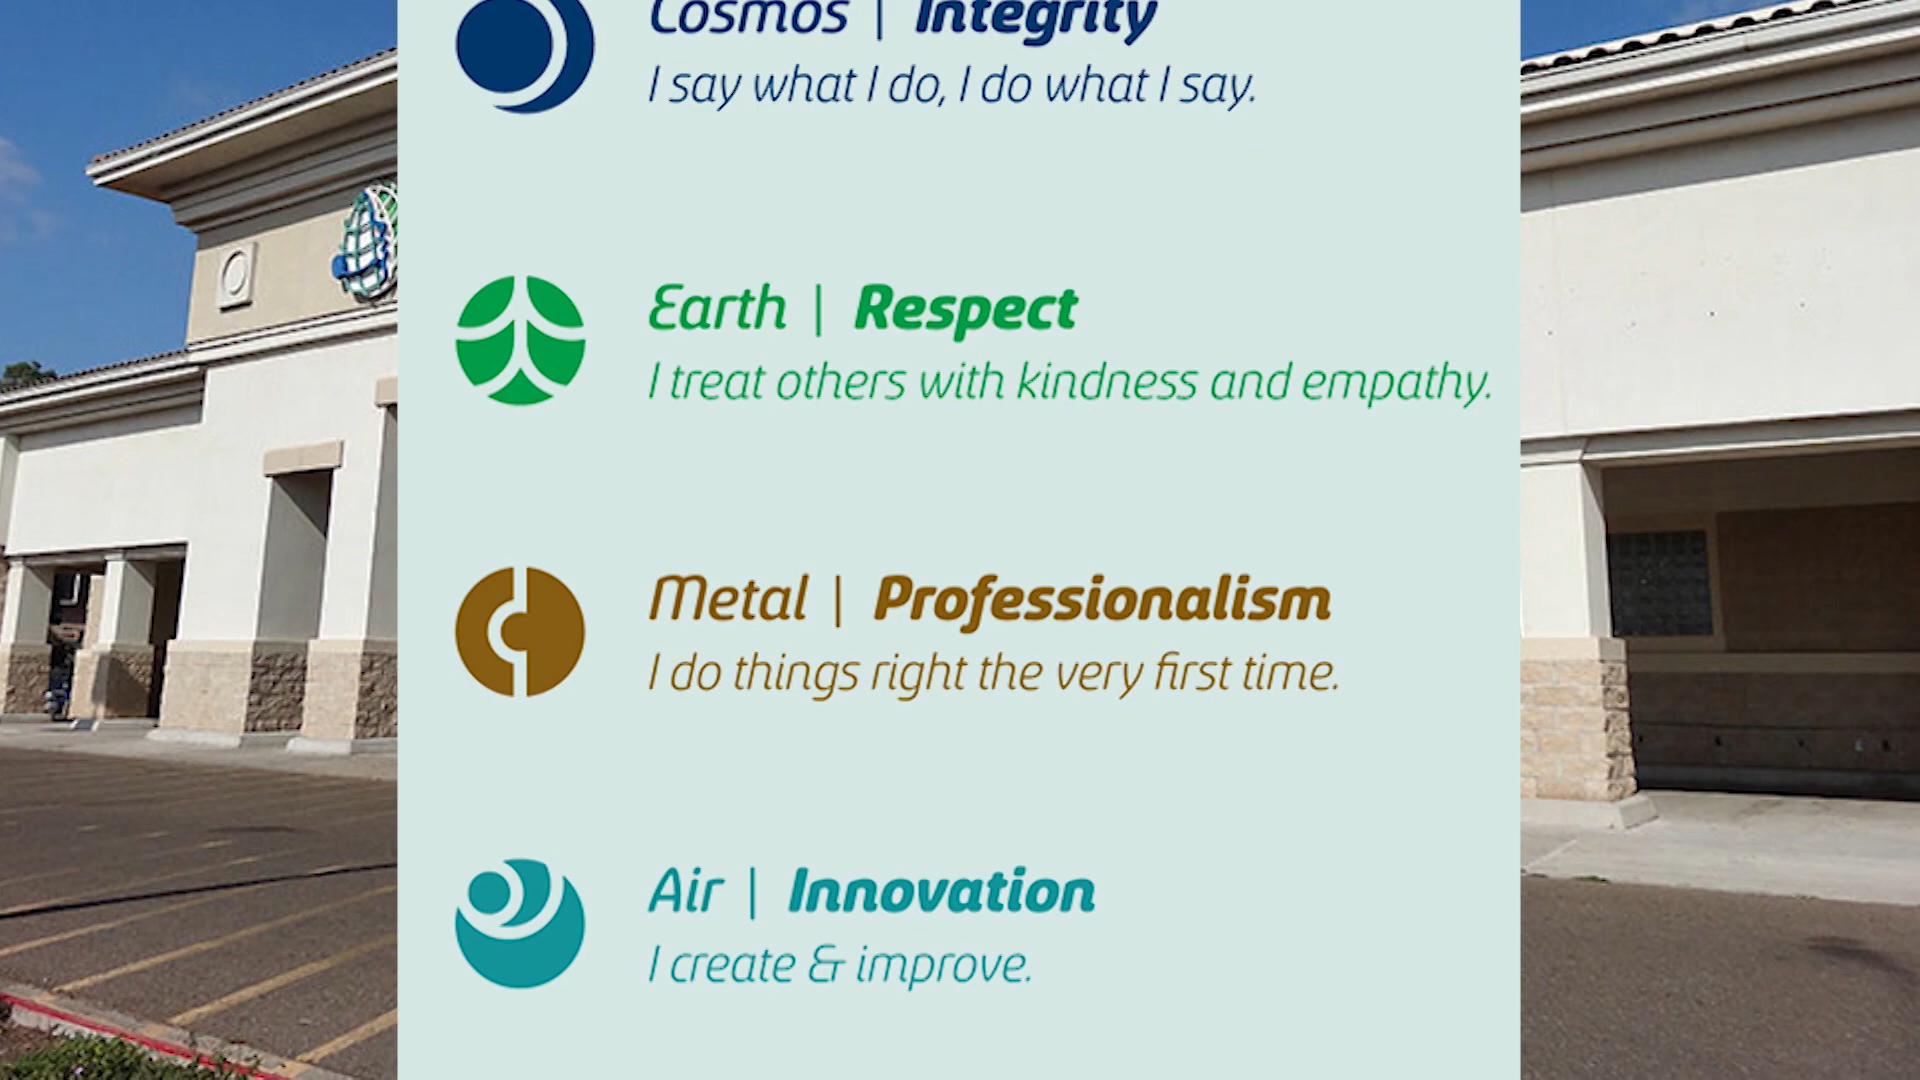 Cosmos | Integrity
I say what I do, I do what I say.
Earth | Respect
I treat others with kindness and empathy.
Metal | Professionalism
I do things right the very first time.
Air | Innovation
I create & improve.